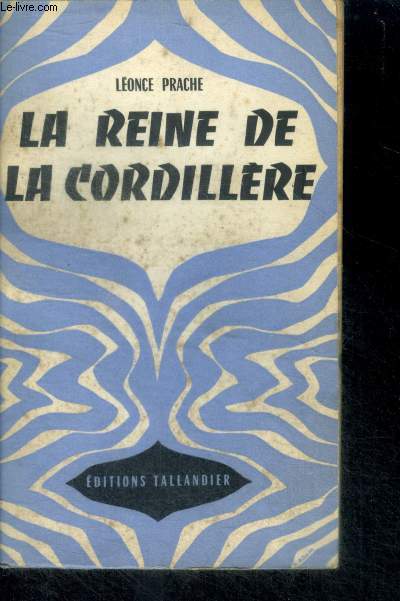 Le-livre.com
LÉONCE PRACHE
LA REINE DE
LA CORDILLÈRE
ÉDITIONS TALLANDIER